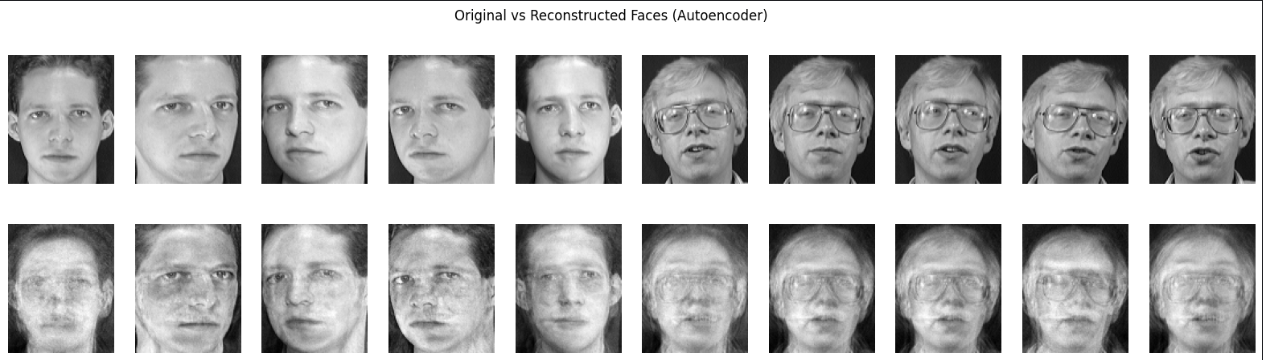 Original vs Reconstructed Faces (Autoencoder)